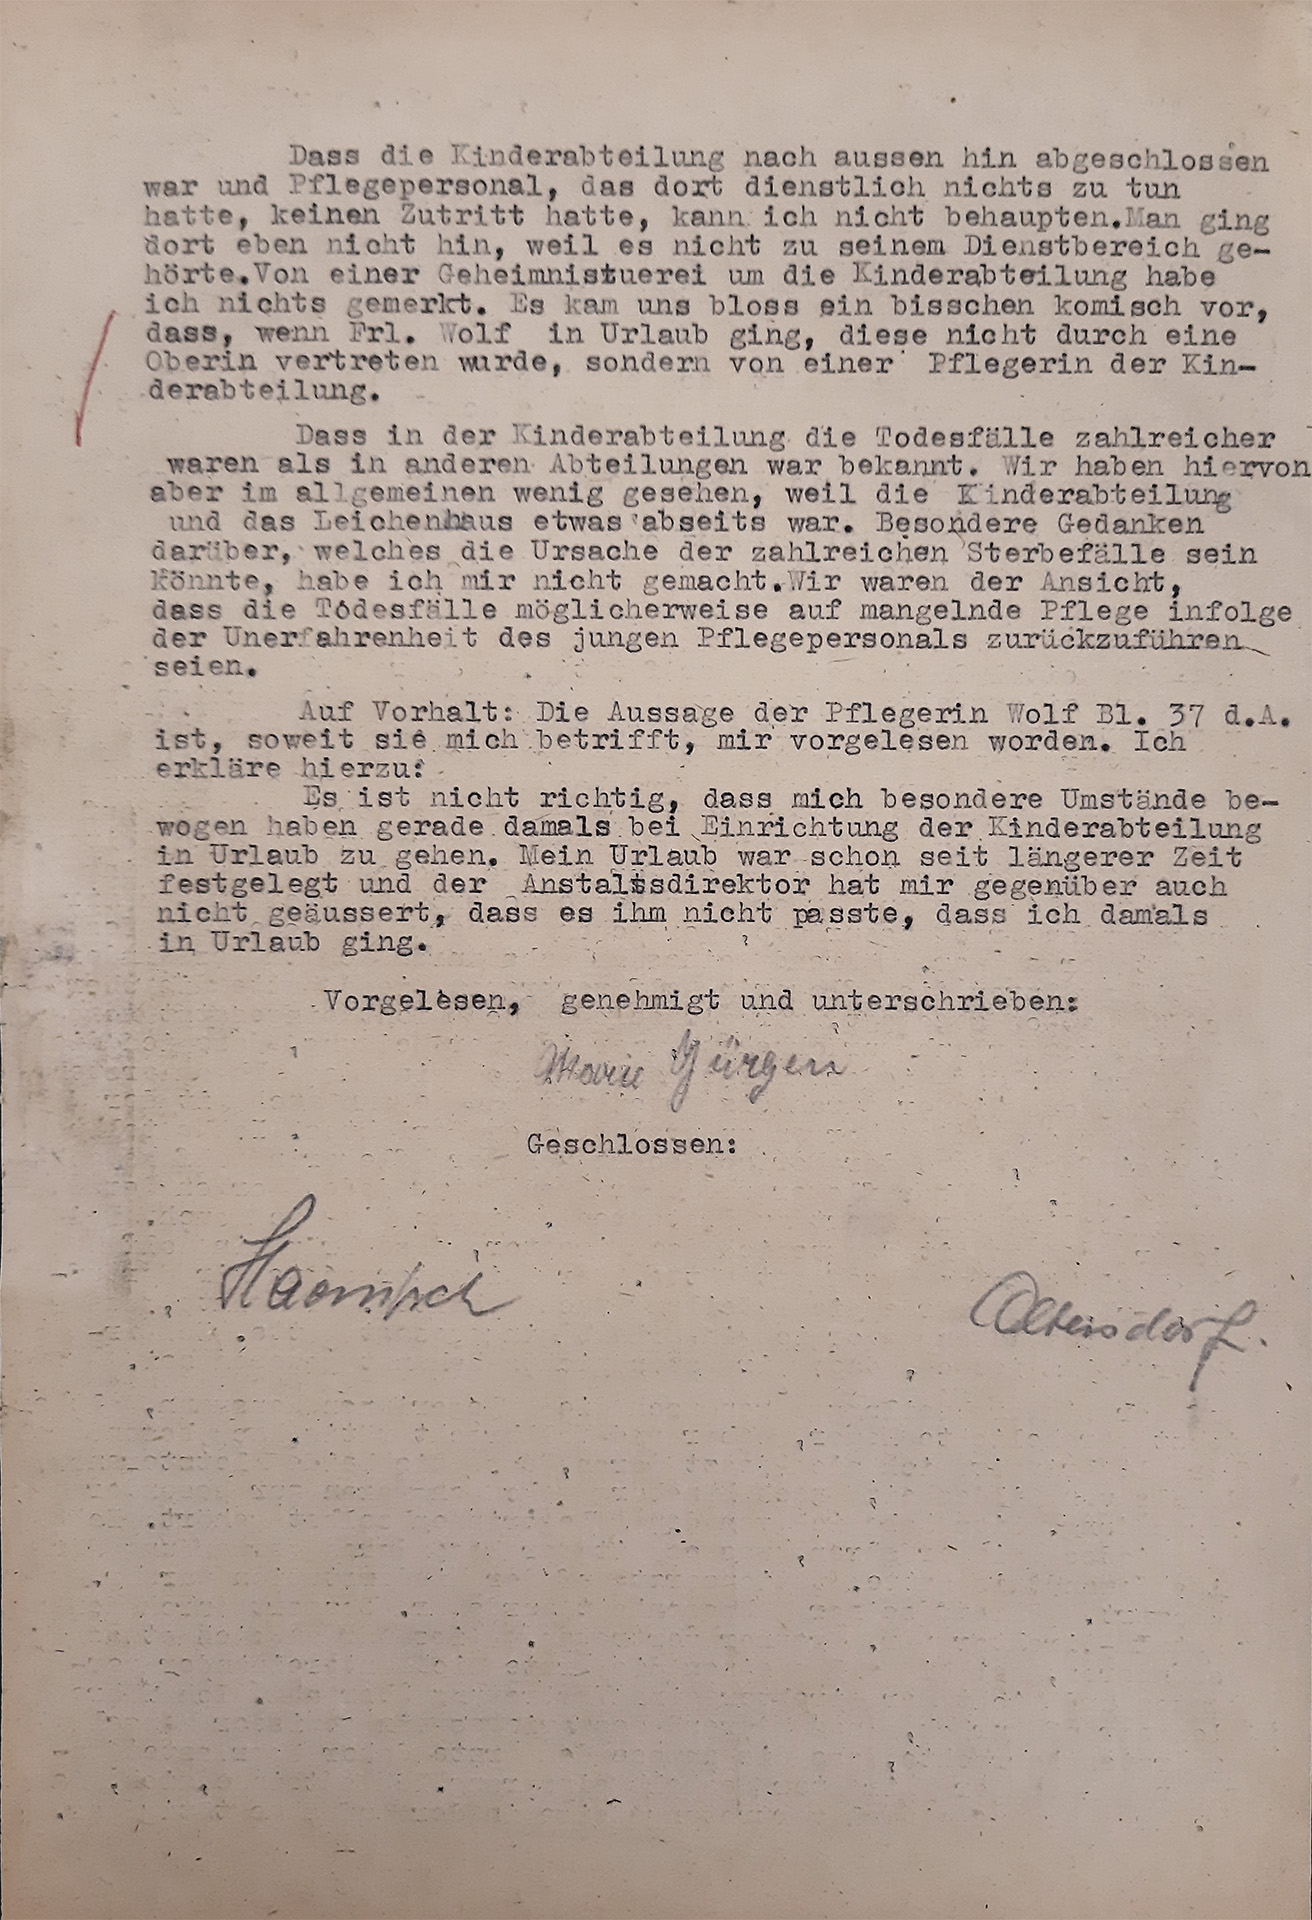 Dass die Kinderabteilung nach aussen hin abgeschlossen
war und Pflegepersonal, das dort dienstlich nichts zu tun
hatte, keinen Zutritt hatte, kann ich nicht behaupten.Man ging
dort eben nicht hin, weil es nicht zu seinem Dienstbereich ge-
hörte.Von einer Geheimnistuerei um die Kinderabteilung habe
ich nichts gemerkt. Es kam uns bloss ein bisschen komisch vor,
dass, wenn Frl. Wolf in Urlaub ging, diese nicht durch eine
Oberin vertreten wurde, sondern von einer Pflegerin der Kin-
derabteilung.
Dass in der Kinderabteilung die Todesfälle zahlreicher
waren als in anderen Abteilungen war bekannt. Wir haben hiervon
aber im allgemeinen wenig gesehen, weil die Kinderabteilung
und das Leichenhaus etwas abseits war. Besondere Gedanken
darüber, welches die Ursache der zahlreichen Sterbefälle sein
könnte, habe ich mir nicht gemacht.Wir waren der Ansicht,
dass die Todesfälle möglicherweise auf mangelnde Pflege infolge
der Unerfahrenheit des jungen Pflegepersonals zurückzuführen
seien.
Auf Vorhalt: Die Aussage der Pflegerin Wolf Bl. 37 d.A.
ist, soweit sie mich betrifft, mir vorgelesen worden. Ich
erkläre hierzu:
Es ist nicht richtig, dass mich besondere Umstände be-
wogen haben gerade damals bei Einrichtung der Kinderabteilung
in Urlaub zu gehen. Mein Urlaub war schon seit längerer Zeit
festgelegt und der Anstalssdirektor hat mir gegenüber auch
nicht geäussert, dass es ihm nicht passte, dass ich damals
in Urlaub ging.
Vorgelesen, genehmigt und unterschrieben:
Marie Jürgen
Geschlossen: